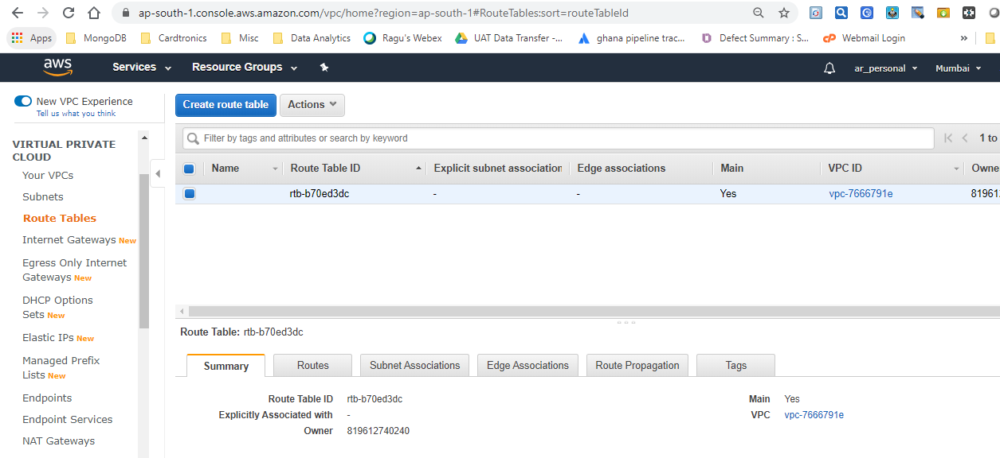 ap-south-1.console.aws.amazon.com/vpc/home?region=ap-south-1#RouteTables:sort=routeTableId
Apps MongoDB Cardtronics Misc Data Analytics Ragu's Webex UAT Data Transfer -... ghana pipeline trac... Defect Summary : S... cP Webmail Login »
aws Services Resource Groups ar_personal Mumbai
New VPC Experience
Tell us what you think
Create route table Actions
VIRTUAL PRIVATE
CLOUD
Your VPCs
Subnets
Route Tables
Internet Gateways New
Egress Only Internet
Gateways New
DHCP Options
Sets New
Elastic IPs New
Managed Prefix
Lists New
Endpoints
Endpoint Services
NAT Gateways
Filter by tags and attributes or search by keyword 1 to
Name Route Table ID Explicit subnet association Edge associations Main VPC ID Owne
rtb-b70ed3dc - - Yes vpc-7666791e 81961
Route Table: rtb-b70ed3dc
Summary Routes Subnet Associations Edge Associations Route Propagation Tags
Route Table ID rtb-b70ed3dc Main Yes
Explicitly Associated with - VPC vpc-7666791e
Owner 819612740240